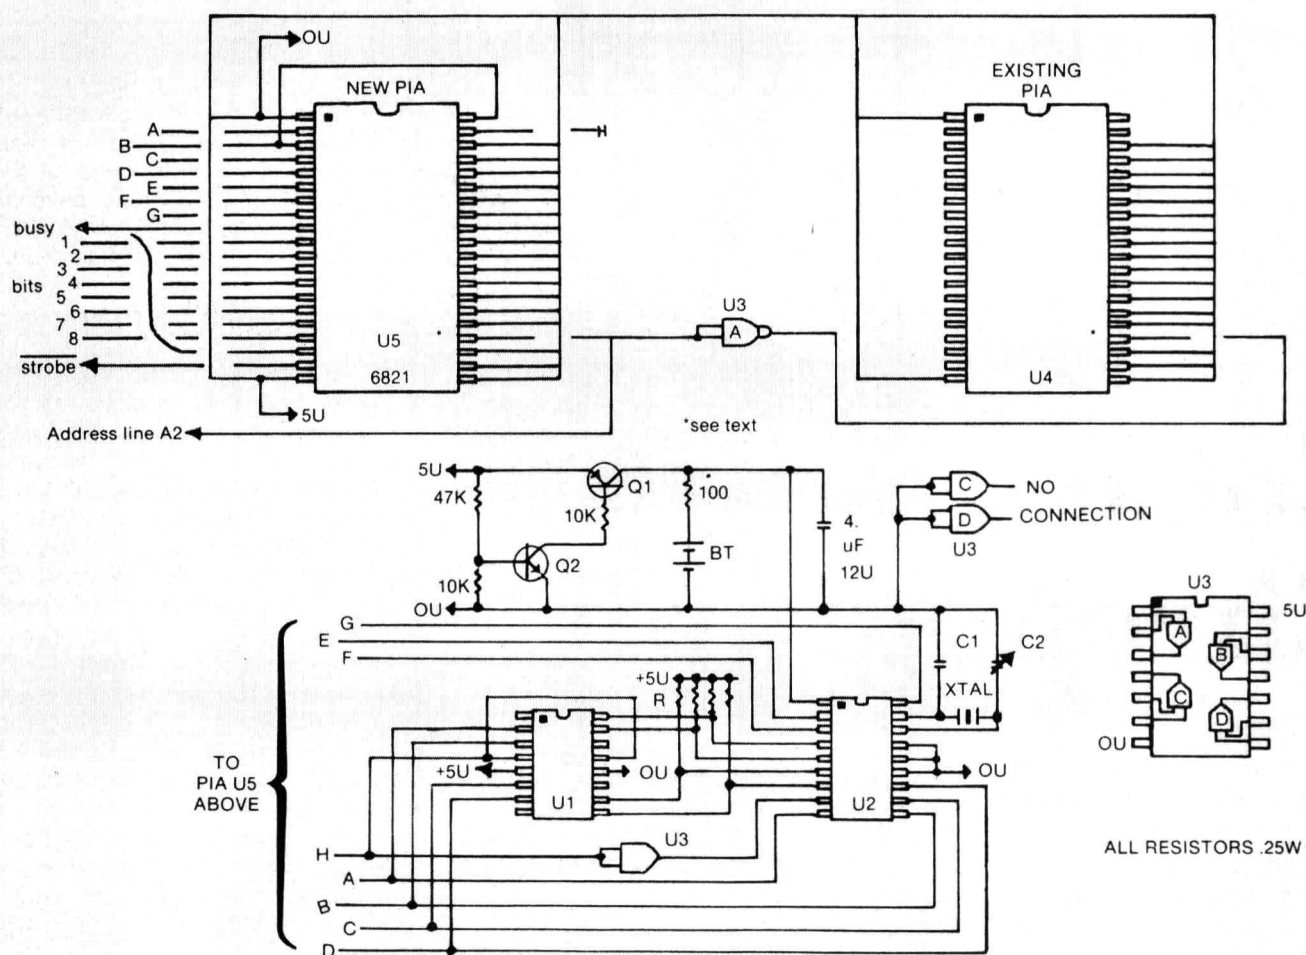 OU
NEW PIA
EXISTING
PIA
A
B
C
D
E
F
G
H
busy
1
2
3
bits
4
5
6
7
8
strobe
U5
6821
U3
A
U4
5U
Address line A2
*see text
5U
47K
Q1
100
10K
Q2
10K
BT
4.
uF
12U
OU
C
NO
D
CONNECTION
U3
U3
5U
A
B
C
D
OU
G
E
F
C1
C2
+5U
XTAL
TO
PIA U5
ABOVE
+5U
OU
OU
U1
U2
U3
H
A
B
C
D
ALL RESISTORS .25W